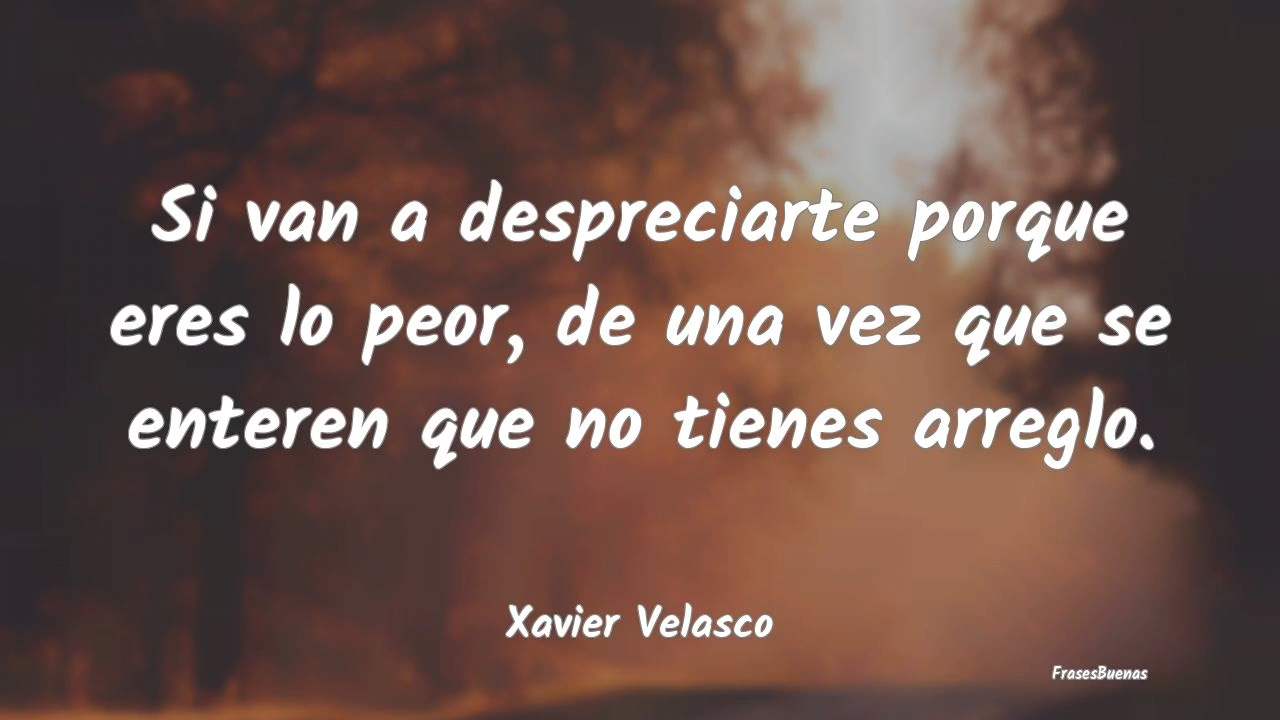 Si van a despreciarte porque
eres lo peor, de una vez que se
enteren que no tienes arreglo.
Xavier Velasco
FrasesBuenas